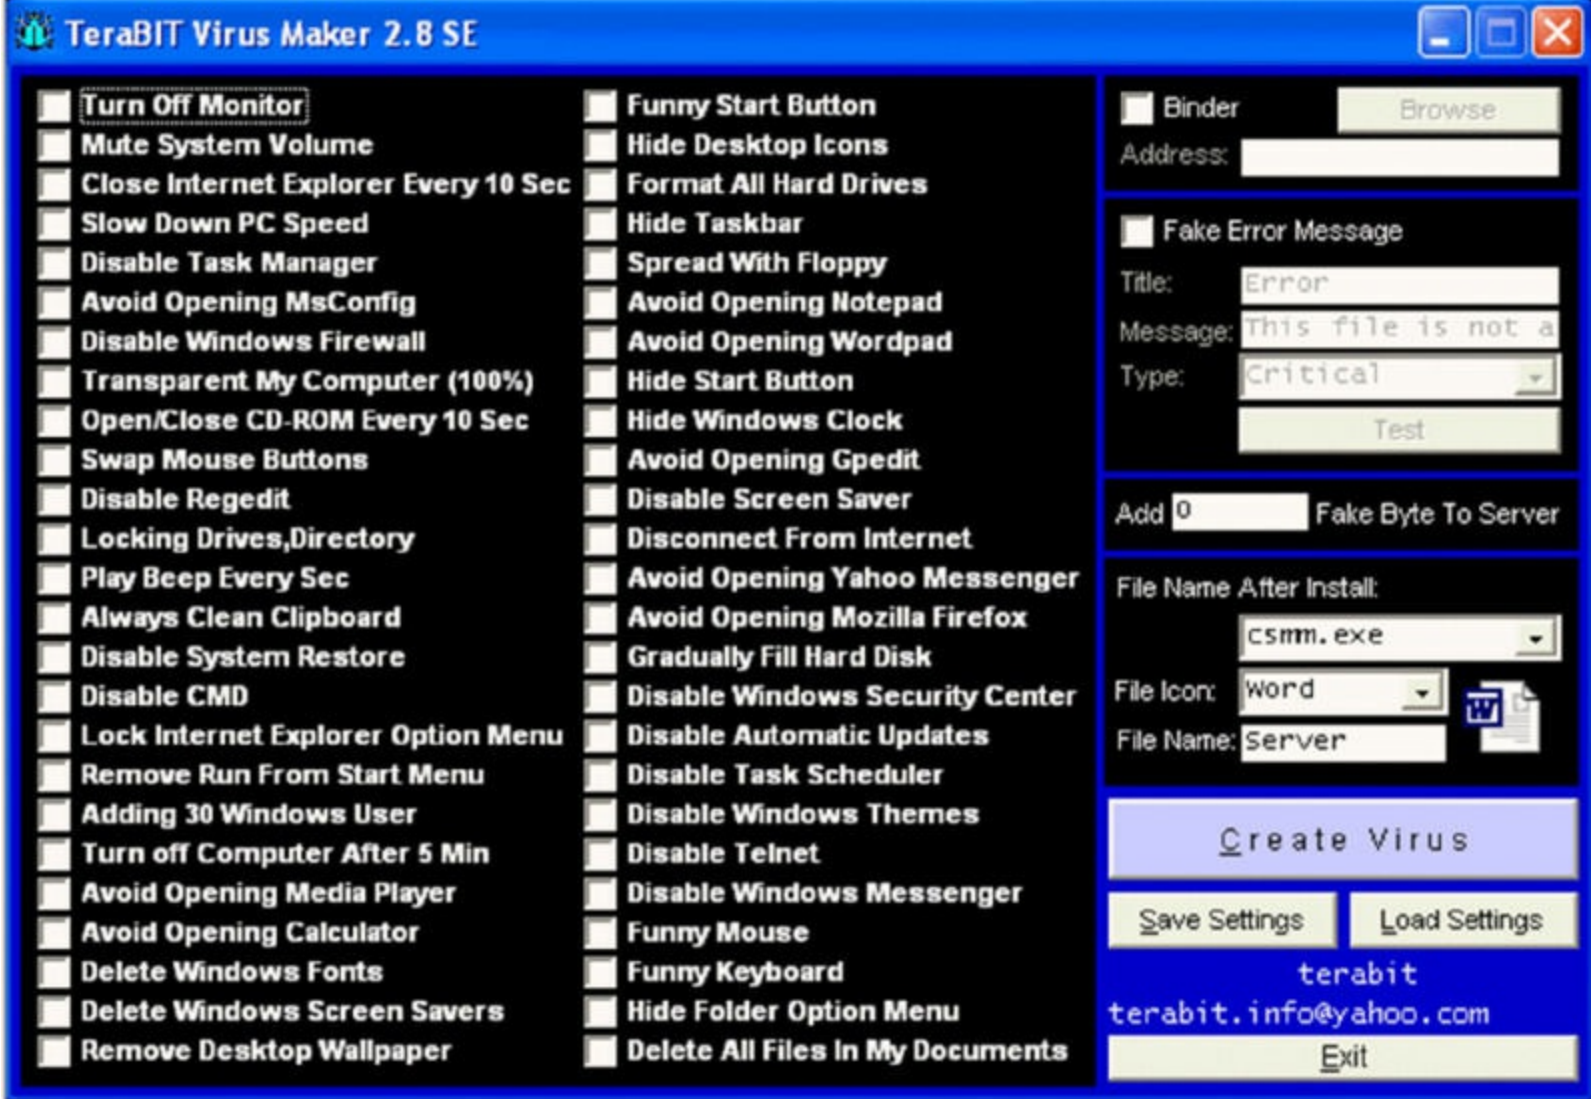 TeraBIT Virus Maker 2.8 SE
Turn Off Monitor
Mute System Volume
Close Internet Explorer Every 10 Sec
Slow Down PC Speed
Disable Task Manager
Avoid Opening MsConfig
Disable Windows Firewall
Transparent My Computer (100%)
Open/Close CD-ROM Every 10 Sec
Swap Mouse Buttons
Disable Regedit
Locking Drives,Directory
Play Beep Every Sec
Always Clean Clipboard
Disable System Restore
Disable CMD
Lock Internet Explorer Option Menu
Remove Run From Start Menu
Adding 30 Windows User
Turn off Computer After 5 Min
Avoid Opening Media Player
Avoid Opening Calculator
Delete Windows Fonts
Delete Windows Screen Savers
Remove Desktop Wallpaper
Funny Start Button
Hide Desktop Icons
Format All Hard Drives
Hide Taskbar
Spread With Floppy
Avoid Opening Notepad
Avoid Opening Wordpad
Hide Start Button
Hide Windows Clock
Avoid Opening Gpedit
Disable Screen Saver
Disconnect From Internet
Avoid Opening Yahoo Messenger
Avoid Opening Mozilla Firefox
Gradually Fill Hard Disk
Disable Windows Security Center
Disable Automatic Updates
Disable Task Scheduler
Disable Windows Themes
Disable Telnet
Disable Windows Messenger
Funny Mouse
Funny Keyboard
Hide Folder Option Menu
Delete All Files In My Documents
Binder Browse
Address:
Fake Error Message
Title: Error
Message: This file is not a
Type: Critical
Test
Add 0 Fake Byte To Server
File Name After Install:
csmm.exe
File Icon: Word W
File Name: Server
Create Virus
Save Settings Load Settings
terabit
terabit.info@yahoo.com
Exit